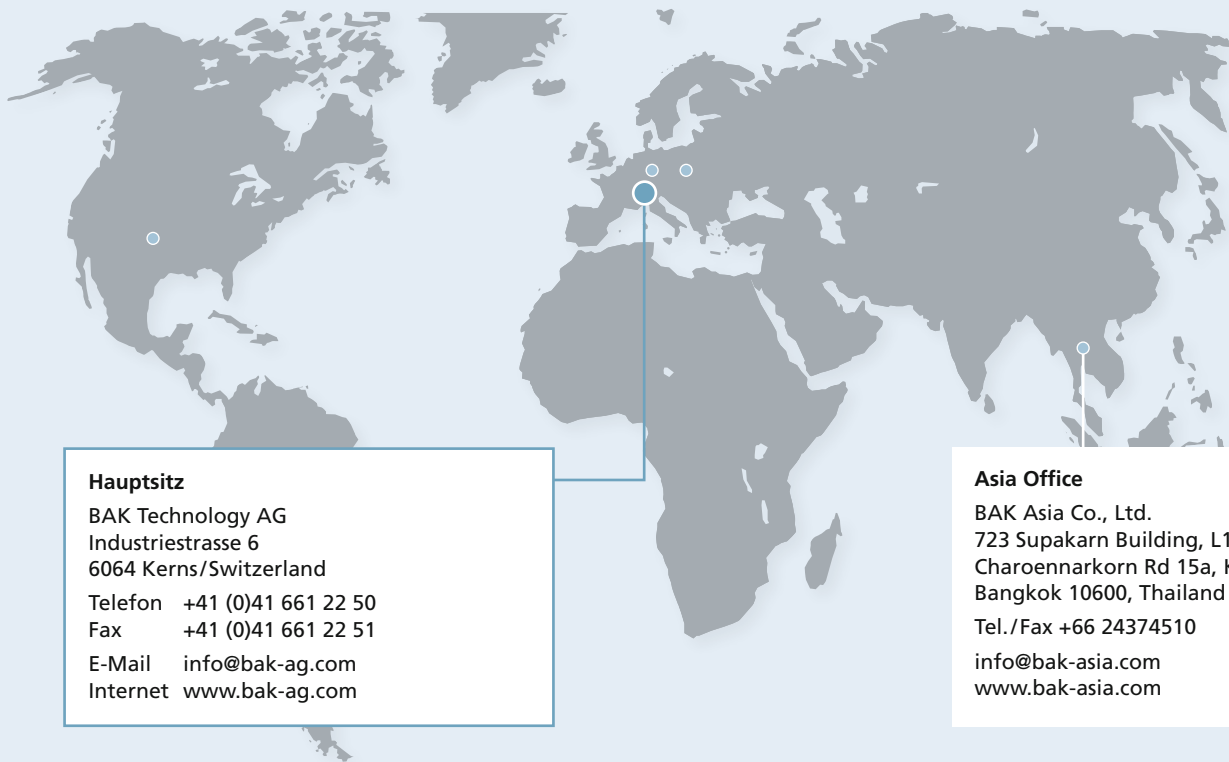 Hauptsitz
BAK Technology AG
Industriestrasse 6
6064 Kerns/Switzerland
Telefon +41 (0)41 661 22 50
Fax +41 (0)41 661 22 51
E-Mail info@bak-ag.com
Internet www.bak-ag.com
Asia Office
BAK Asia Co., Ltd.
723 Supakarn Building, L1
Charoennarkorn Rd 15a, K
Bangkok 10600, Thailand
Tel./Fax +66 24374510
info@bak-asia.com
www.bak-asia.com